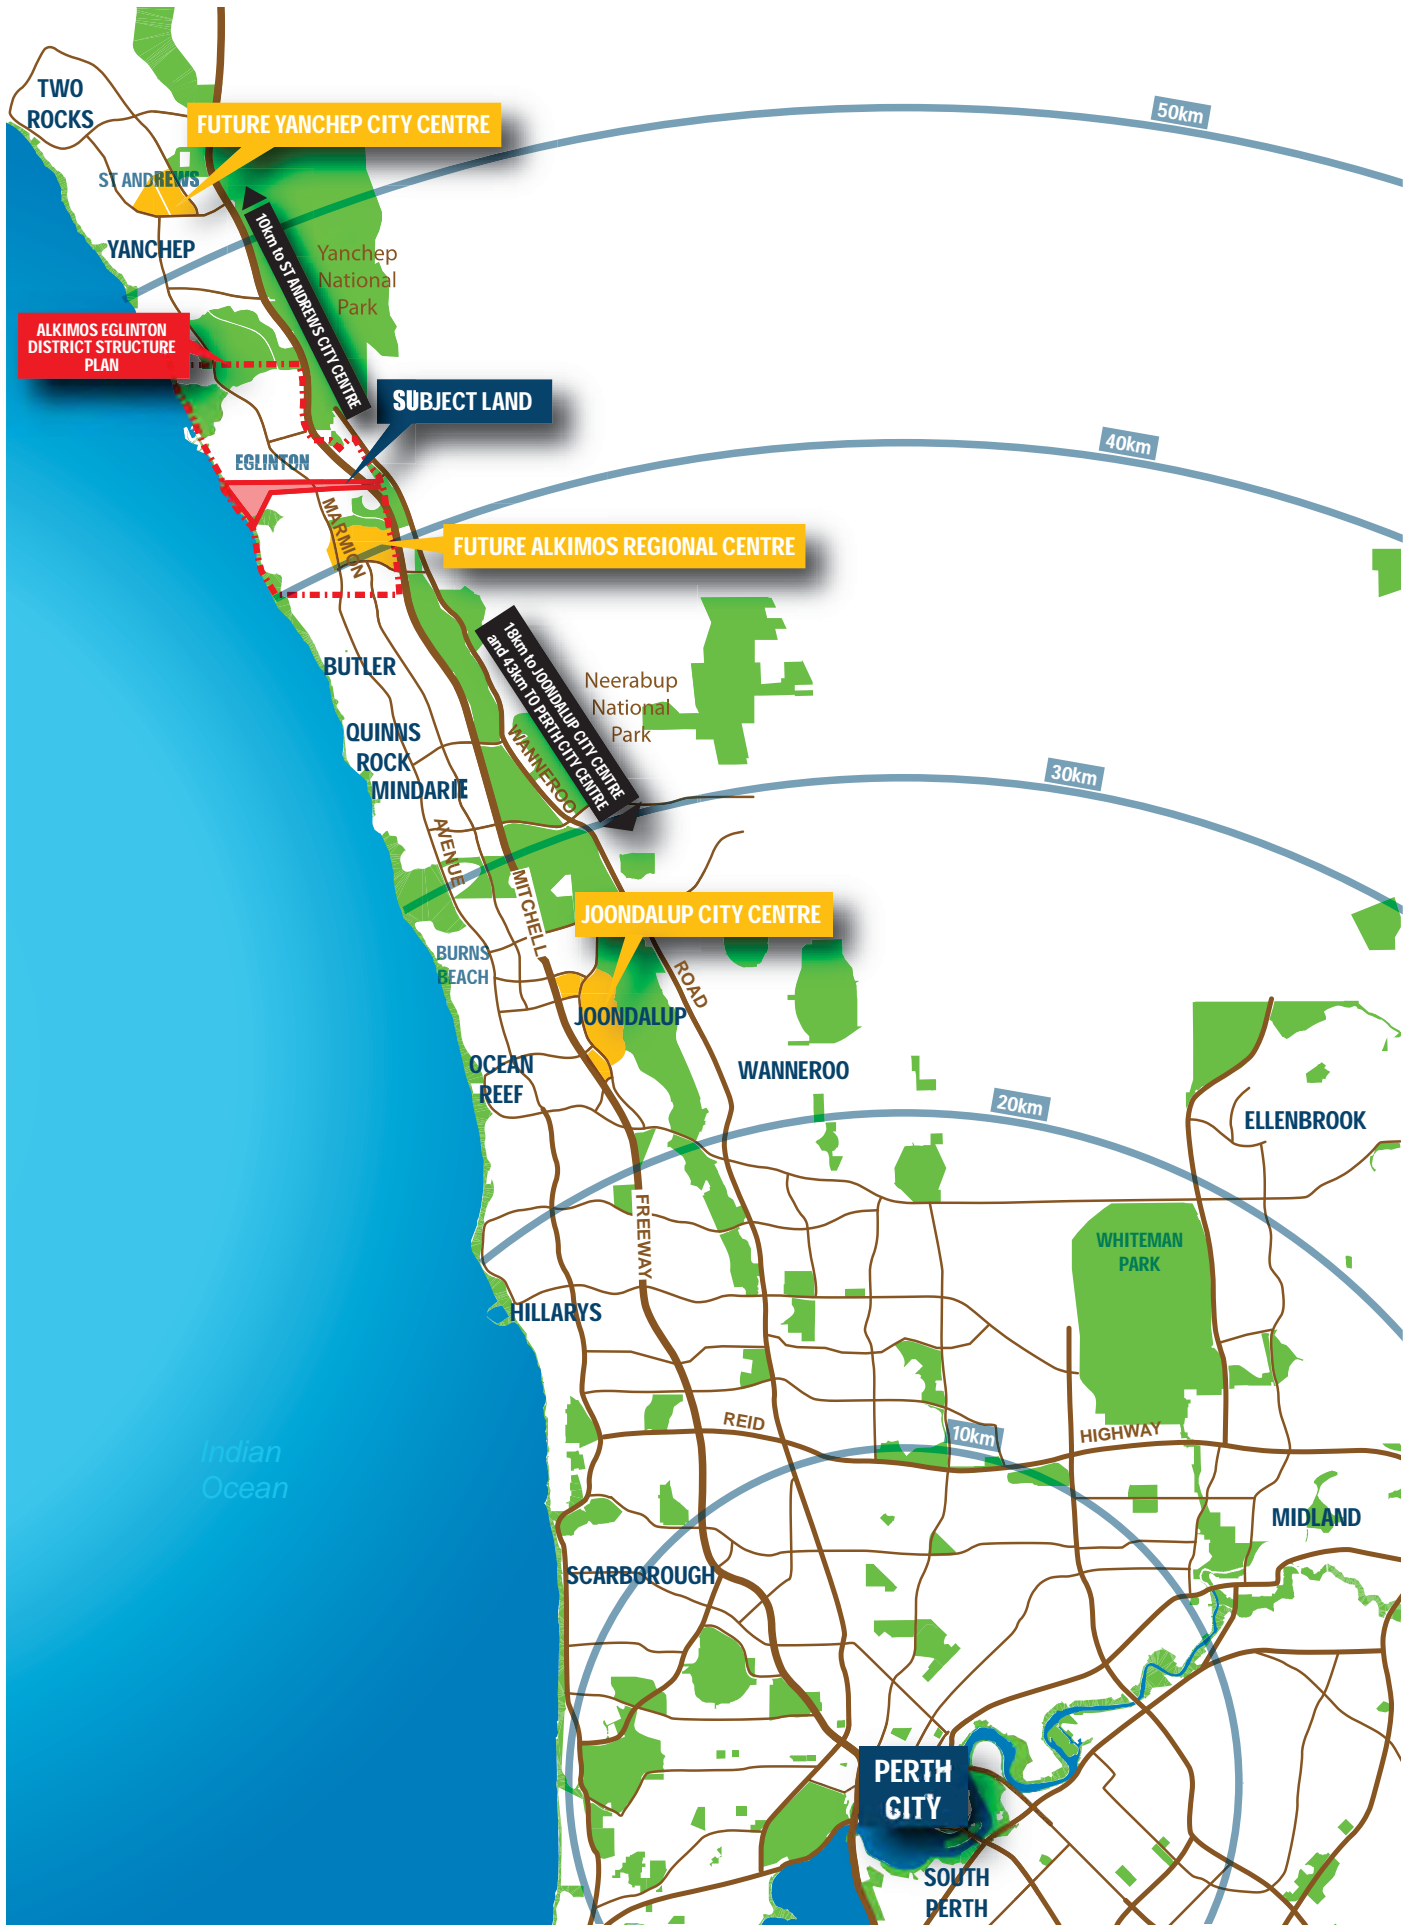 TWO
ROCKS
50km
FUTURE YANCHEP CITY CENTRE
ST ANDREWS
YANCHEP
10km to ST ANDREWS CITY CENTRE
Yanchep
National
Park
ALKIMOS EGLINTON
DISTRICT STRUCTURE
PLAN
SUBJECT LAND
40km
EGLINTON
MARMION
FUTURE ALKIMOS REGIONAL CENTRE
BUTLER
18km to JOONDALUP CITY CENTRE
and 43km TO PERTH CITY CENTRE
Neerabup
National
Park
QUINNS
ROCK
WANNEROO
MINDARIE
30km
AVENUE
MITCHELL
JOONDALUP CITY CENTRE
BURNS
BEACH
ROAD
JOONDALUP
OCEAN
REEF
WANNEROO
20km
ELLENBROOK
FREEWAY
WHITEMAN
PARK
HILLARYS
REID
10km
HIGHWAY
Indian
Ocean
MIDLAND
SCARBOROUGH
PERTH
CITY
SOUTH
PERTH